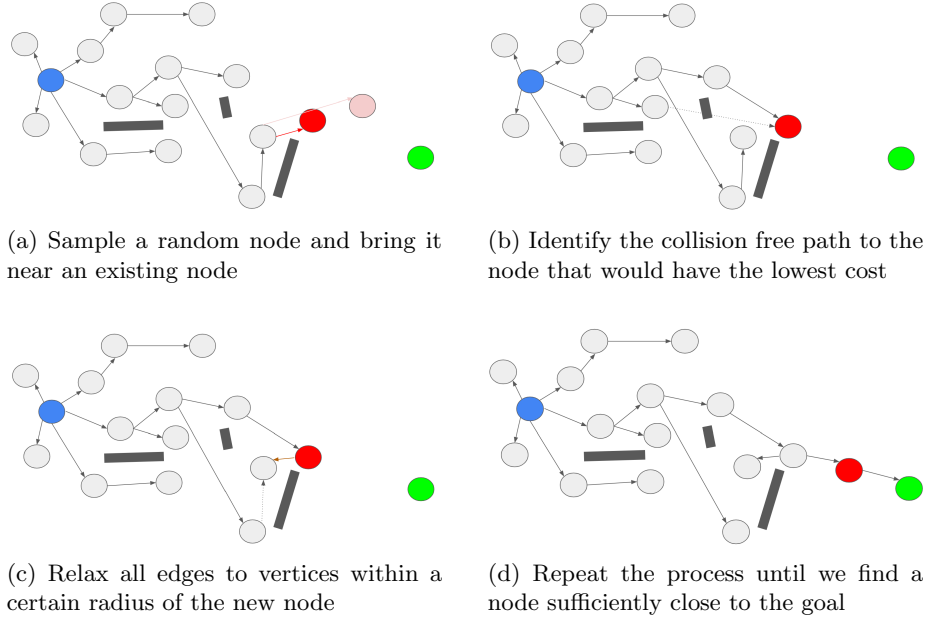 (a) Sample a random node and bring it
near an existing node
(b) Identify the collision free path to the
node that would have the lowest cost
(c) Relax all edges to vertices within a
certain radius of the new node
(d) Repeat the process until we find a
node sufficiently close to the goal